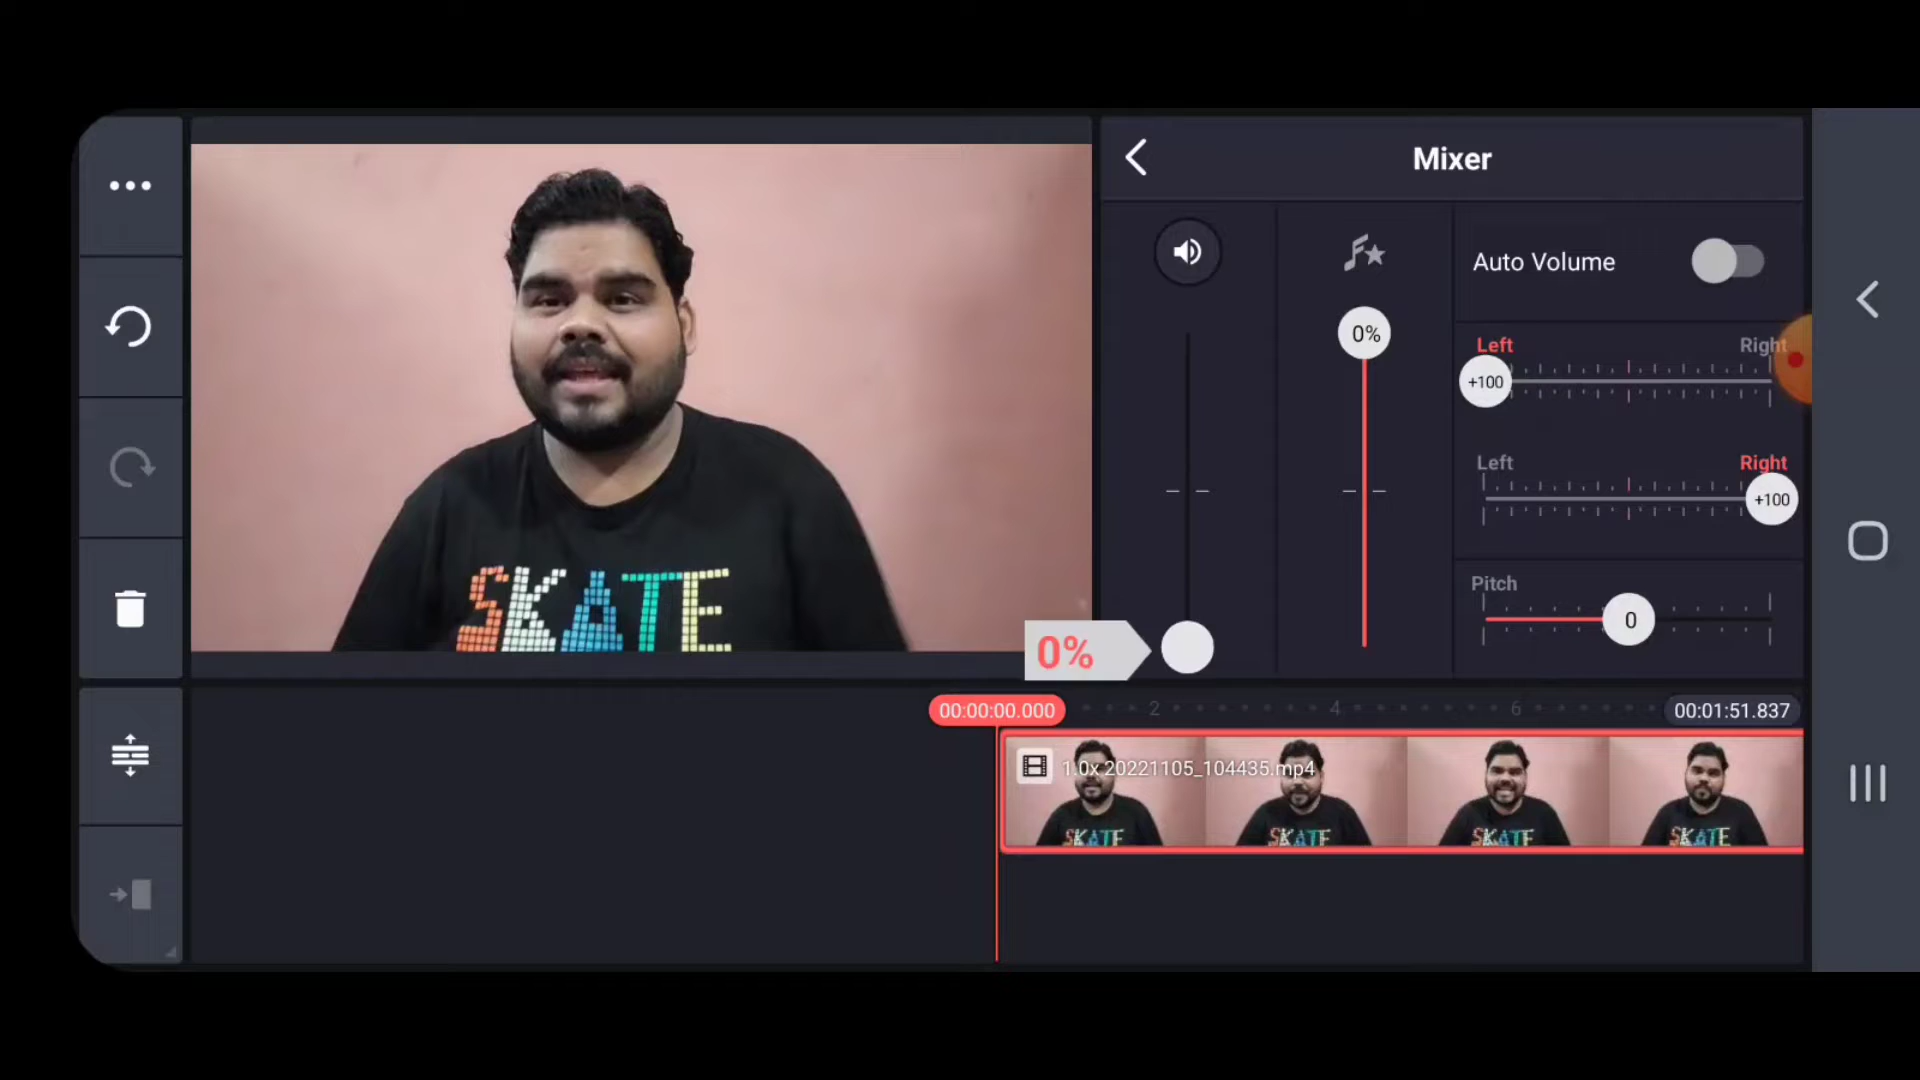 Mixer
Auto Volume
0%
Left Right
+100
Left Right
+100
Pitch
0
0%
SKATE
00:00:00.000
2
4
6
00:01:51.837
1.0x 20221105_104435.mp4
SKATE
SKATE
SKATE
SKATE